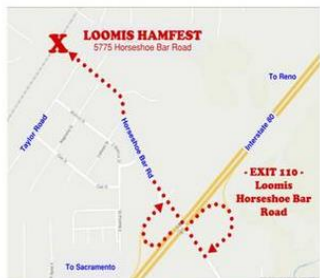 X
LOOMIS HAMFEST
5775 Horseshoe Bar Road
To Reno
Taylor Road
Horseshoe Bar Rd
Interstate 80
- EXIT 110 -
Loomis
Horseshoe Bar
Road
To Sacramento